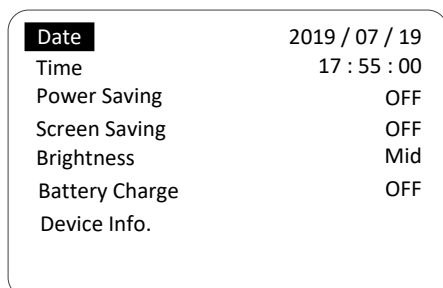 Date 2019 / 07 / 19
Time 17 : 55 : 00
Power Saving OFF
Screen Saving OFF
Brightness Mid
Battery Charge OFF
Device Info.